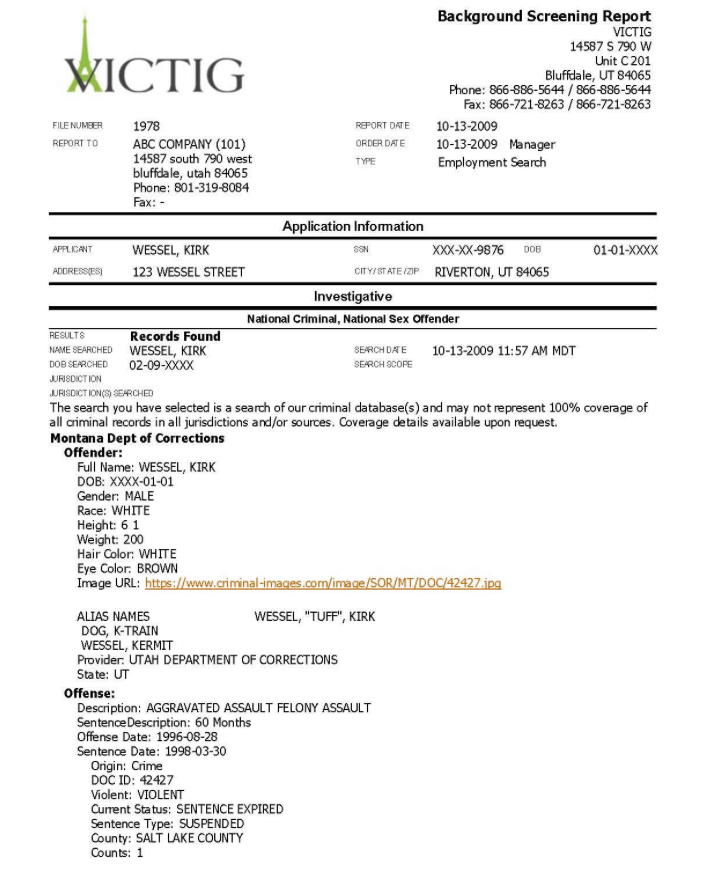 VICTIG
Background Screening Report
VICTIG
14587 S 790 W
Unit C 201
Bluffdale, UT 84065
Phone: 866-886-5644 / 866-886-5644
Fax: 866-721-8263 / 866-721-8263
FILE NUMBER 1978 REPORT DATE 10-13-2009
REPORT TO ABC COMPANY (101) ORDER DATE 10-13-2009 Manager
14587 south 790 west TYPE Employment Search
bluffdale, utah 84065
Phone: 801-319-8084
Fax: -
Application Information
APPLICANT WESSEL, KIRK SSN XXX-XX-9876 DOB 01-01-XXXX
ADDRESS(ES) 123 WESSEL STREET CITY/STATE/ZIP RIVERTON, UT 84065
Investigative
National Criminal, National Sex Offender
RESULTS Records Found
NAME SEARCHED WESSEL, KIRK SEARCH DATE 10-13-2009 11:57 AM MDT
DOB SEARCHED 02-09-XXXX SEARCH SCOPE
JURISDICTION
JURISDICTION(S) SEARCHED
The search you have selected is a search of our criminal database(s) and may not represent 100% coverage of
all criminal records in all jurisdictions and/or sources. Coverage details available upon request.
Montana Dept of Corrections
Offender:
Full Name: WESSEL, KIRK
DOB: XXXX-01-01
Gender: MALE
Race: WHITE
Height: 6 1
Weight: 200
Hair Color: WHITE
Eye Color: BROWN
Image URL: https://www.criminal-images.com/image/SOR/MT/DOC/42427.jpg
ALIAS NAMES WESSEL, "TUFF", KIRK
DOG, K-TRAIN
WESSEL, KERMIT
Provider: UTAH DEPARTMENT OF CORRECTIONS
State: UT
Offense:
Description: AGGRAVATED ASSAULT FELONY ASSAULT
SentenceDescription: 60 Months
Offense Date: 1996-08-28
Sentence Date: 1998-03-30
Origin: Crime
DOC ID: 42427
Violent: VIOLENT
Current Status: SENTENCE EXPIRED
Sentence Type: SUSPENDED
County: SALT LAKE COUNTY
Counts: 1